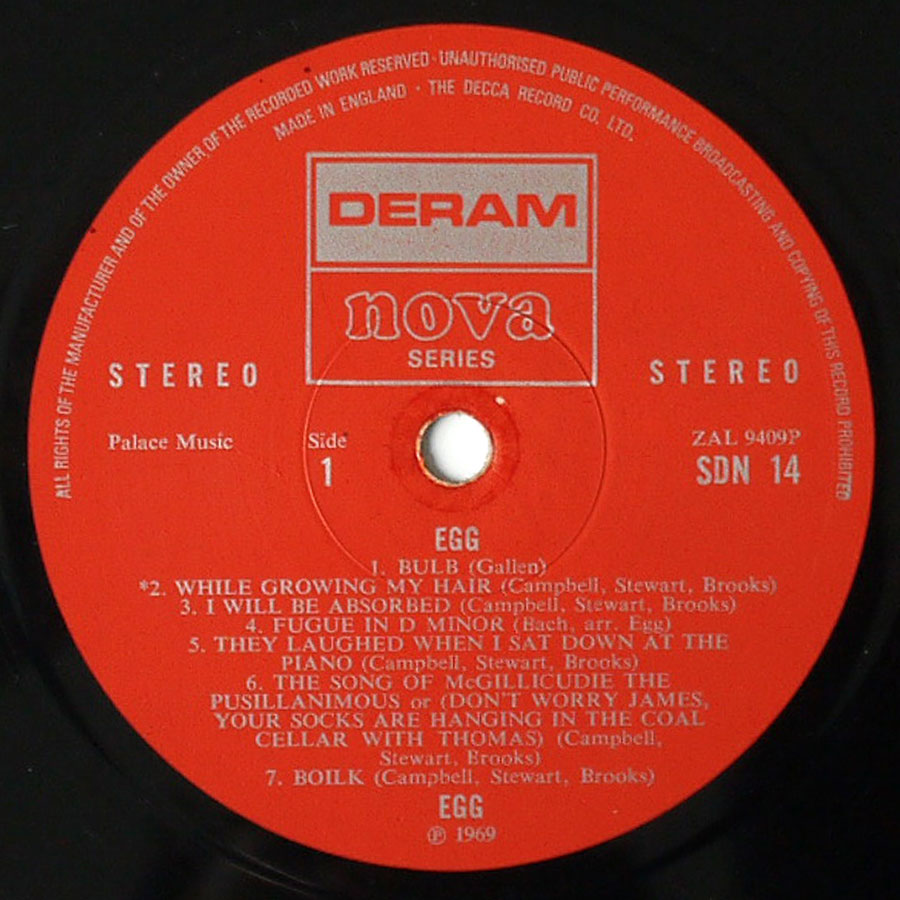 ALL RIGHTS OF THE MANUFACTURER AND OF THE OWNER OF THE RECORDED WORK RESERVED · UNAUTHORISED PUBLIC PERFORMANCE BROADCASTING AND COPYING OF THIS RECORD PROHIBITED
MADE IN ENGLAND · THE DECCA RECORD CO. LTD.
DERAM
nova
SERIES
STEREO
STEREO
Palace Music
Side
1
ZAL 9409P
SDN 14
EGG
1. BULB (Gallen)
*2. WHILE GROWING MY HAIR (Campbell, Stewart, Brooks)
3. I WILL BE ABSORBED (Campbell, Stewart, Brooks)
4. FUGUE IN D MINOR (Bach, arr. Egg)
5. THEY LAUGHED WHEN I SAT DOWN AT THE
PIANO (Campbell, Stewart, Brooks)
6. THE SONG OF McGILLICUDIE THE
PUSILLANIMOUS or (DON'T WORRY JAMES,
YOUR SOCKS ARE HANGING IN THE COAL
CELLAR WITH THOMAS) (Campbell,
Stewart, Brooks)
7. BOILK (Campbell, Stewart, Brooks)
EGG
℗ 1969